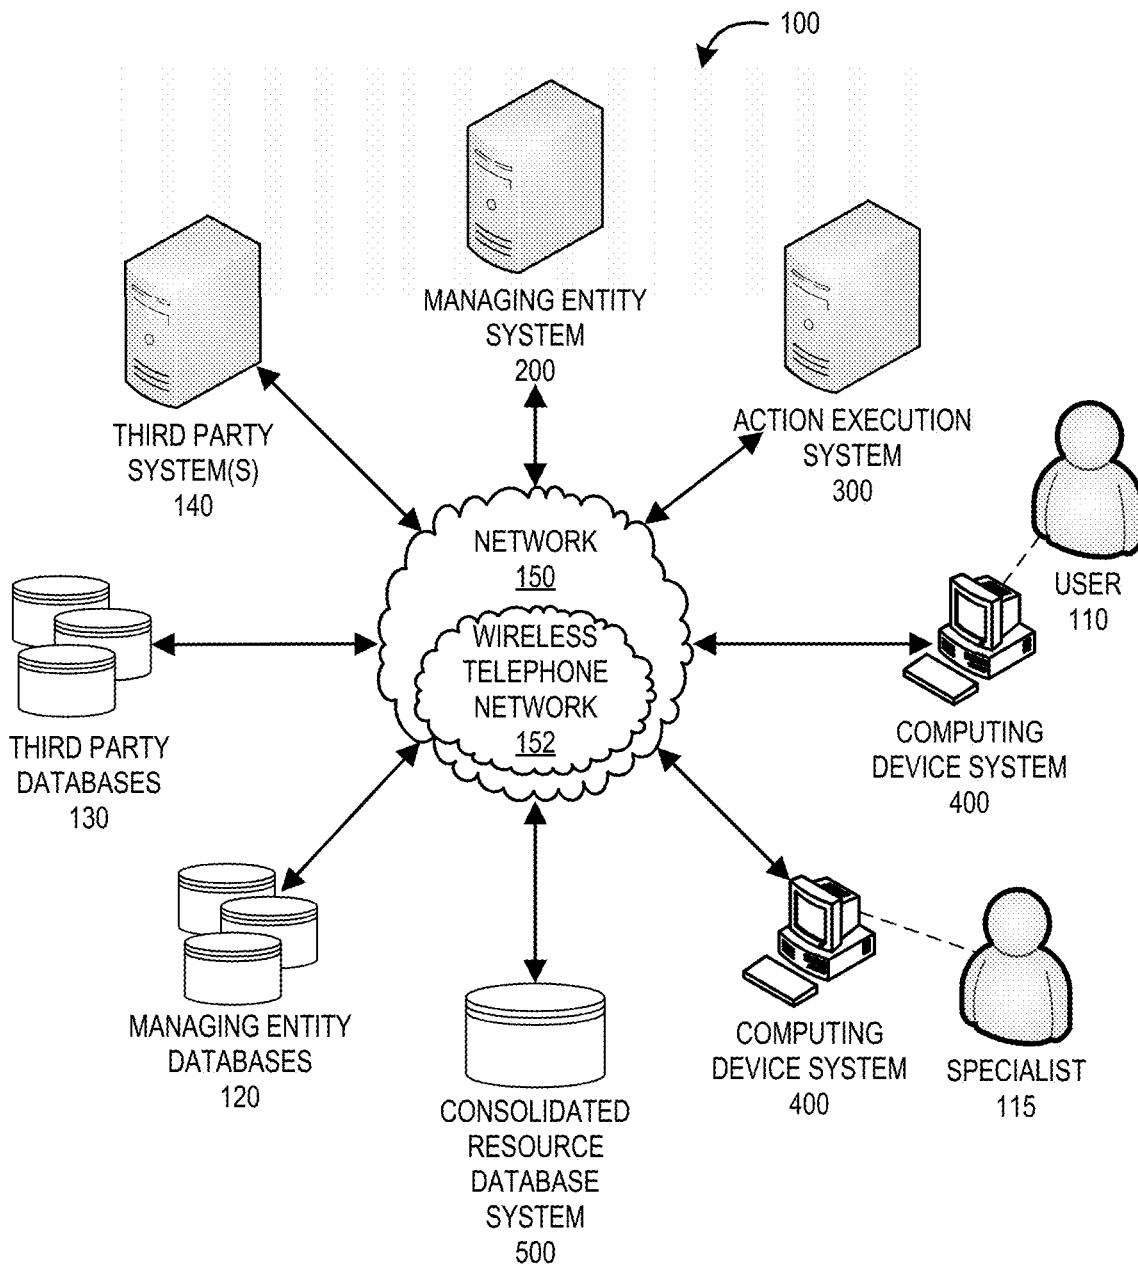 100
MANAGING ENTITY
SYSTEM
200
THIRD PARTY
SYSTEM(S)
140
ACTION EXECUTION
SYSTEM
300
USER
110
NETWORK
150
WIRELESS
TELEPHONE
NETWORK
152
THIRD PARTY
DATABASES
130
COMPUTING
DEVICE SYSTEM
400
MANAGING ENTITY
DATABASES
120
CONSOLIDATED
RESOURCE
DATABASE
SYSTEM
500
COMPUTING
DEVICE SYSTEM
400
SPECIALIST
115